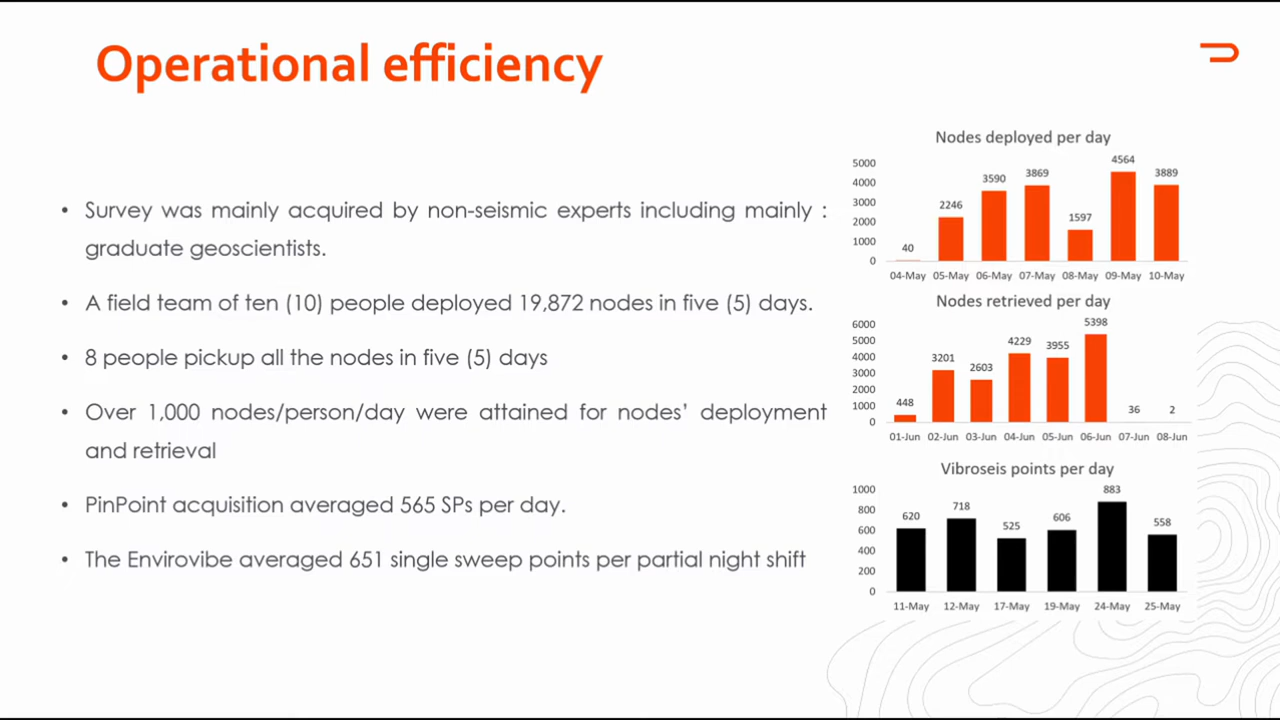 Operational efficiency
• Survey was mainly acquired by non-seismic experts including mainly :
graduate geoscientists.
• A field team of ten (10) people deployed 19,872 nodes in five (5) days.
• 8 people pickup all the nodes in five (5) days
• Over 1,000 nodes/person/day were attained for nodes’ deployment
and retrieval
• PinPoint acquisition averaged 565 SPs per day.
• The Envirovibe averaged 651 single sweep points per partial night shift
Nodes deployed per day
5000
4000
3000
2000
1000
0
40
2246
3590
3869
1597
4564
3889
04-May 05-May 06-May 07-May 08-May 09-May 10-May
Nodes retrieved per day
6000
5000
4000
3000
2000
1000
0
448
3201
2603
4229
3955
5398
36
2
01-Jun 02-Jun 03-Jun 04-Jun 05-Jun 06-Jun 07-Jun 08-Jun
Vibroseis points per day
1000
800
600
400
200
0
620
718
525
606
883
558
11-May 12-May 17-May 19-May 24-May 25-May